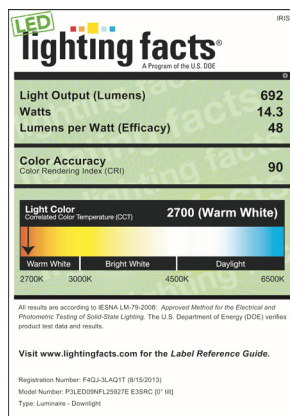 IRIS
LED
lighting facts®
A Program of the U.S. DOE
Light Output (Lumens) 692
Watts 14.3
Lumens per Watt (Efficacy) 48
Color Accuracy
Color Rendering Index (CRI) 90
Light Color
Correlated Color Temperature (CCT) 2700 (Warm White)
Warm White Bright White Daylight
2700K 3000K 4500K 6500K
All results are according to IESNA LM-79-2008: Approved Method for the Electrical and
Photometric Testing of Solid-State Lighting. The U.S. Department of Energy (DOE) verifies
product test data and results.
Visit www.lightingfacts.com for the Label Reference Guide.
Registration Number: F4QJ-3LAQ1T (8/15/2013)
Model Number: P3LED09NFL25927E E3SRC [0" tilt]
Type: Luminaire - Downlight